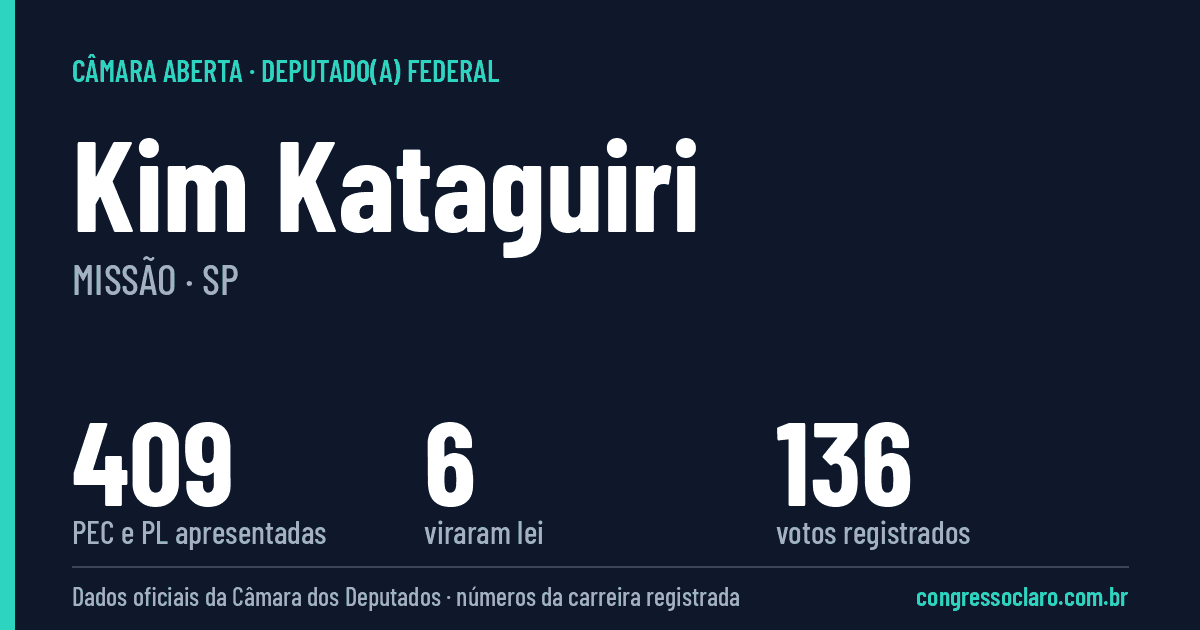 CÂMARA ABERTA · DEPUTADO(A) FEDERAL
Kim Kataguiri
MISSÃO · SP
409 6 136
PEC e PL apresentadas viraram lei votos registrados
Dados oficiais da Câmara dos Deputados · números da carreira registrada congressoclaro.com.br